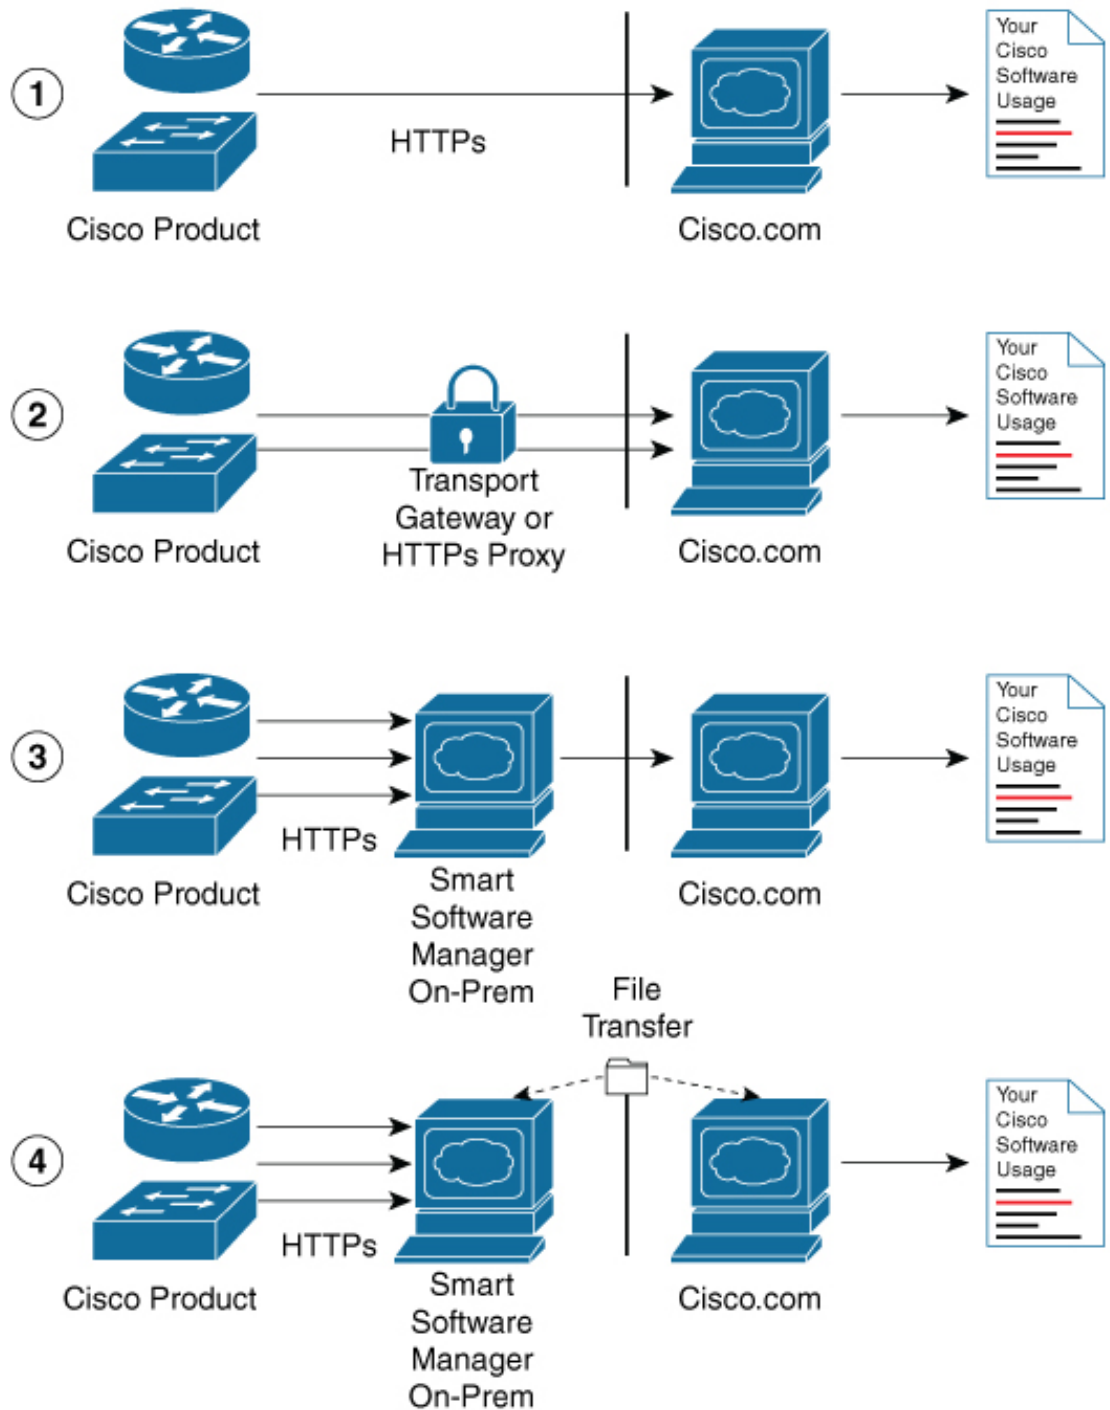 1
HTTPs
Cisco Product
Cisco.com
Your
Cisco
Software
Usage
2
Transport
Gateway or
HTTPs Proxy
Cisco Product
Cisco.com
Your
Cisco
Software
Usage
3
HTTPs
Cisco Product
Smart
Software
Manager
On-Prem
Cisco.com
Your
Cisco
Software
Usage
File
Transfer
4
HTTPs
Cisco Product
Smart
Software
Manager
On-Prem
Cisco.com
Your
Cisco
Software
Usage